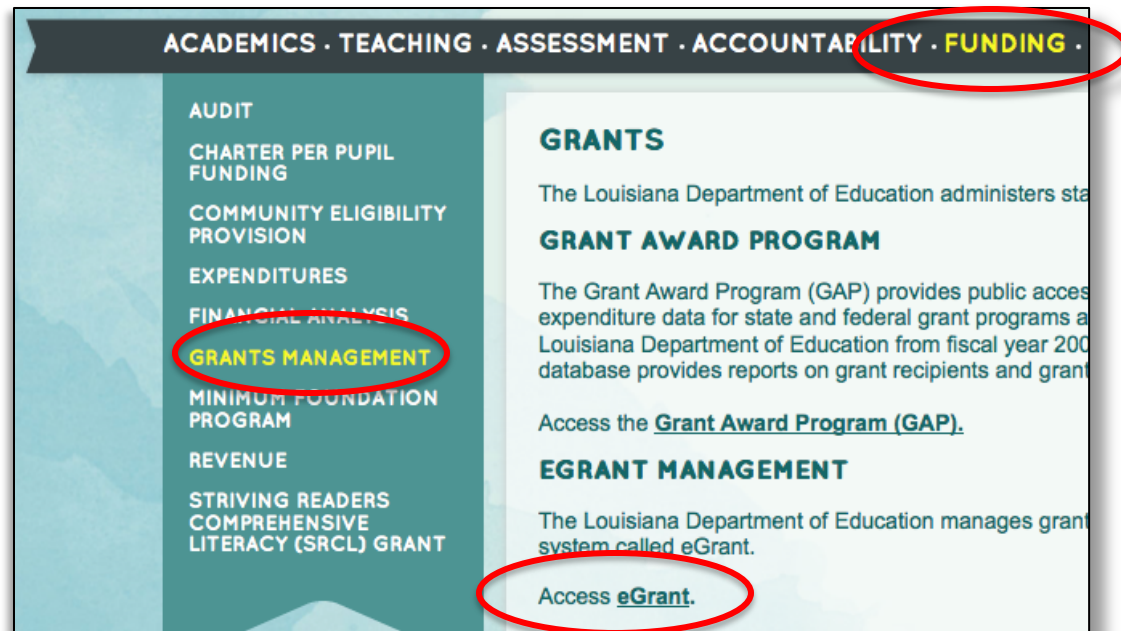 ACADEMICS · TEACHING · ASSESSMENT · ACCOUNTABILITY · FUNDING ·
AUDIT
CHARTER PER PUPIL
FUNDING
COMMUNITY ELIGIBILITY
PROVISION
EXPENDITURES
FINANCIAL ANALYSIS
GRANTS MANAGEMENT
MINIMUM FOUNDATION
PROGRAM
REVENUE
STRIVING READERS
COMPREHENSIVE
LITERACY (SRCL) GRANT
GRANTS
The Louisiana Department of Education administers sta
GRANT AWARD PROGRAM
The Grant Award Program (GAP) provides public acces
expenditure data for state and federal grant programs a
Louisiana Department of Education from fiscal year 200
database provides reports on grant recipients and grant
Access the Grant Award Program (GAP).
EGRANT MANAGEMENT
The Louisiana Department of Education manages grant
system called eGrant.
Access eGrant.